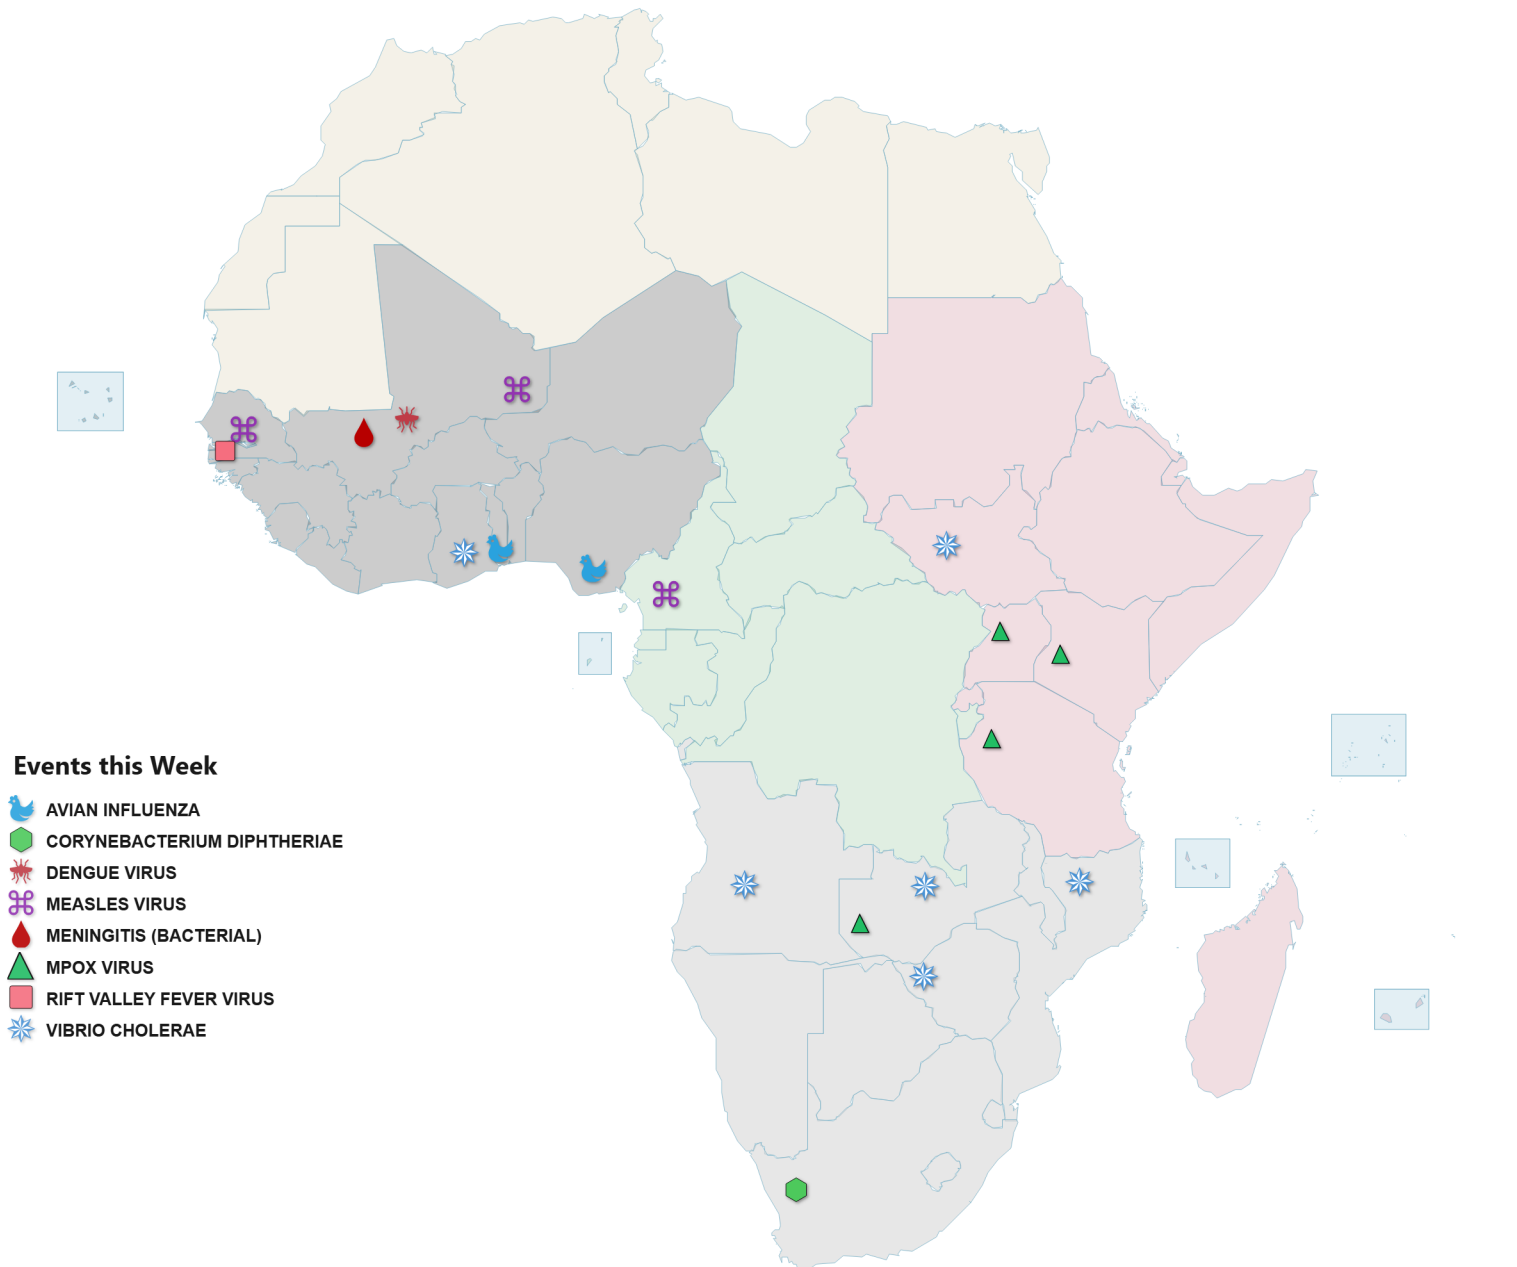 Events this Week
AVIAN INFLUENZA
CORYNEBACTERIUM DIPHTHERIAE
DENGUE VIRUS
MEASLES VIRUS
MENINGITIS (BACTERIAL)
MPOX VIRUS
RIFT VALLEY FEVER VIRUS
VIBRIO CHOLERAE